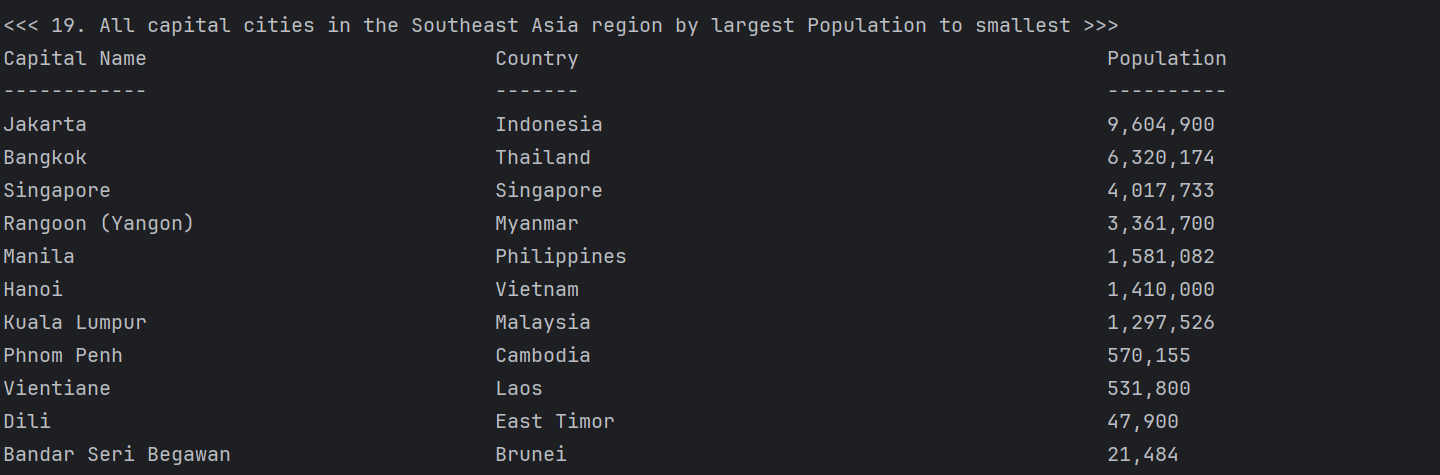 <<< 19. All capital cities in the Southeast Asia region by largest Population to smallest >>>
Capital Name Country Population
------------ ------- ----------
Jakarta Indonesia 9,604,900
Bangkok Thailand 6,320,174
Singapore Singapore 4,017,733
Rangoon (Yangon) Myanmar 3,361,700
Manila Philippines 1,581,082
Hanoi Vietnam 1,410,000
Kuala Lumpur Malaysia 1,297,526
Phnom Penh Cambodia 570,155
Vientiane Laos 531,800
Dili East Timor 47,900
Bandar Seri Begawan Brunei 21,484